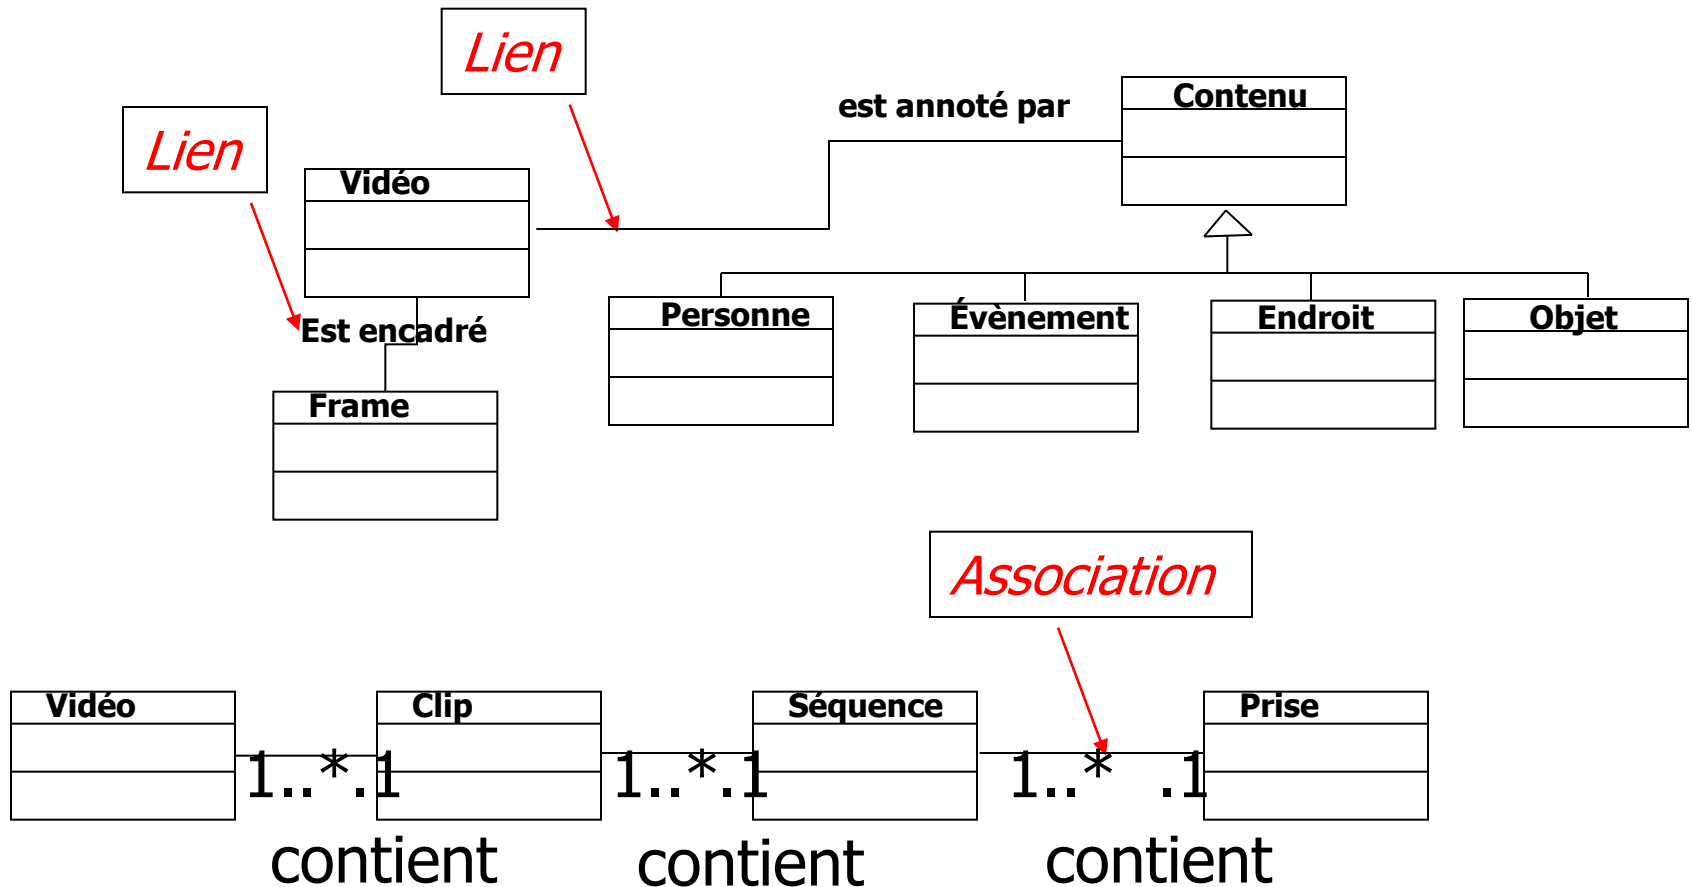 Lien
Lien
est annoté par
Contenu
Vidéo
Est encadré
Personne
Évènement
Endroit
Objet
Frame
Association
Vidéo
Clip
Séquence
Prise
1..*.1
1..*.1
1..* .1
contient
contient
contient